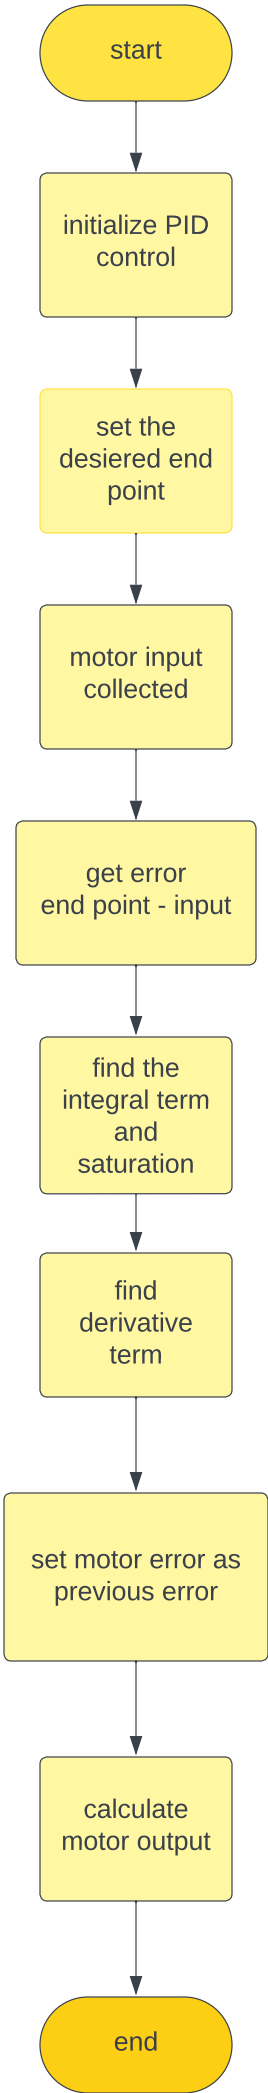 start
initialize PID
control
set the
desiered end
point
motor input
collected
get error
end point - input
find the
integral term
and
saturation
find
derivative
term
set motor error as
previous error
calculate
motor output
end